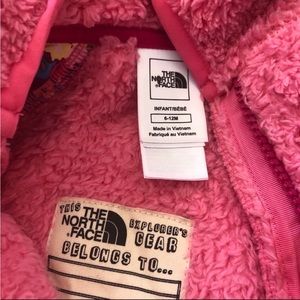 THE
NORTH
FACE
INFANT/BÉBÉ
6-12M
Made in Vietnam
Fabriqué au Vietnam
THIS THE NORTH FACE EXPLORER'S
GEAR
BELONGS TO...